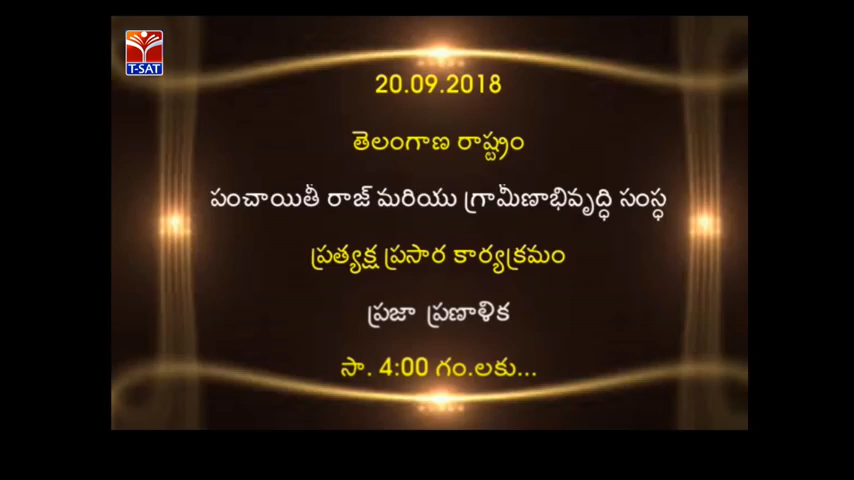 T-SAT
20.09.2018
తెలంగాణ రాష్ట్రం
పంచాయితీ రాజ్ మరియు గ్రామీణాభివృద్ధి సంస్ధ
ప్రత్యక్ష ప్రసార కార్యక్రమం
ప్రజా ప్రణాళిక
సా. 4:00 గం.లకు...